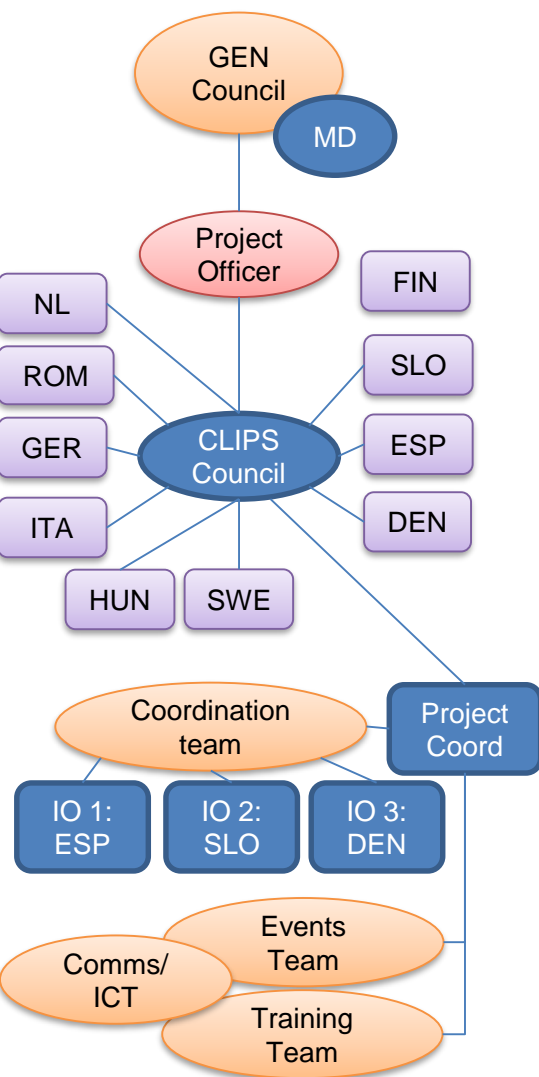 GEN
Council
MD
Project
Officer
FIN
NL
SLO
ROM
CLIPS
Council
GER
ESP
ITA
DEN
HUN
SWE
Coordination
team
Project
Coord
IO 1:
ESP
IO 2:
SLO
IO 3:
DEN
Events
Team
Comms/
ICT
Training
Team